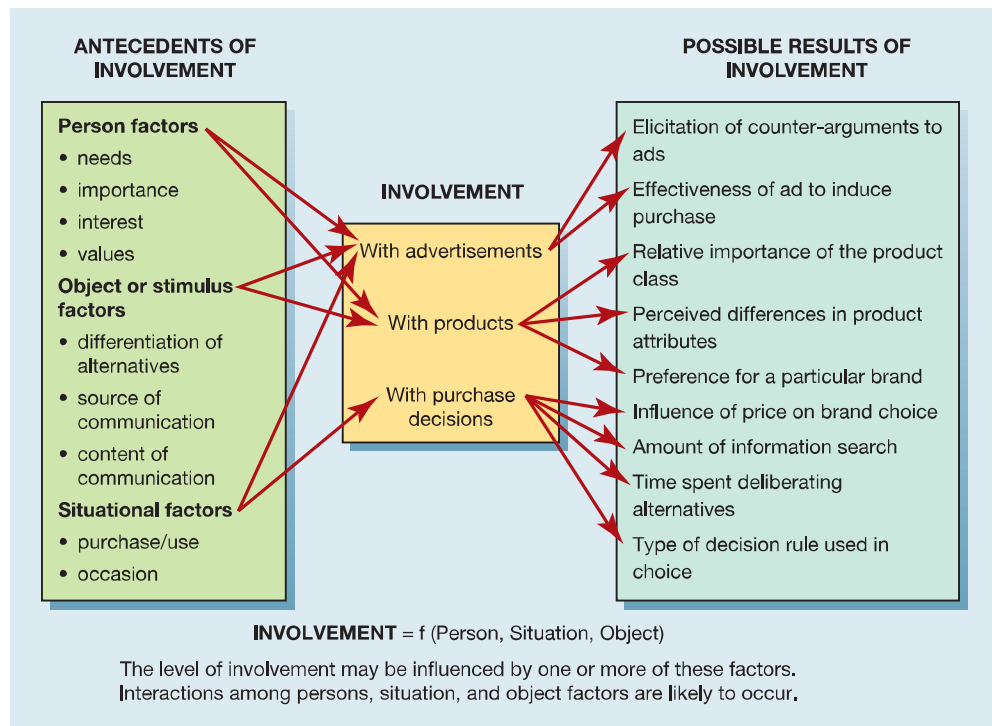 ANTECEDENTS OF
INVOLVEMENT
Person factors
• needs
• importance
• interest
• values
Object or stimulus
factors
• differentiation of
alternatives
• source of
communication
• content of
communication
Situational factors
• purchase/use
• occasion
INVOLVEMENT
With advertisements
With products
With purchase
decisions
POSSIBLE RESULTS OF
INVOLVEMENT
Elicitation of counter-arguments to
ads
Effectiveness of ad to induce
purchase
Relative importance of the product
class
Perceived differences in product
attributes
Preference for a particular brand
Influence of price on brand choice
Amount of information search
Time spent deliberating
alternatives
Type of decision rule used in
choice
INVOLVEMENT = f (Person, Situation, Object)
The level of involvement may be influenced by one or more of these factors.
Interactions among persons, situation, and object factors are likely to occur.